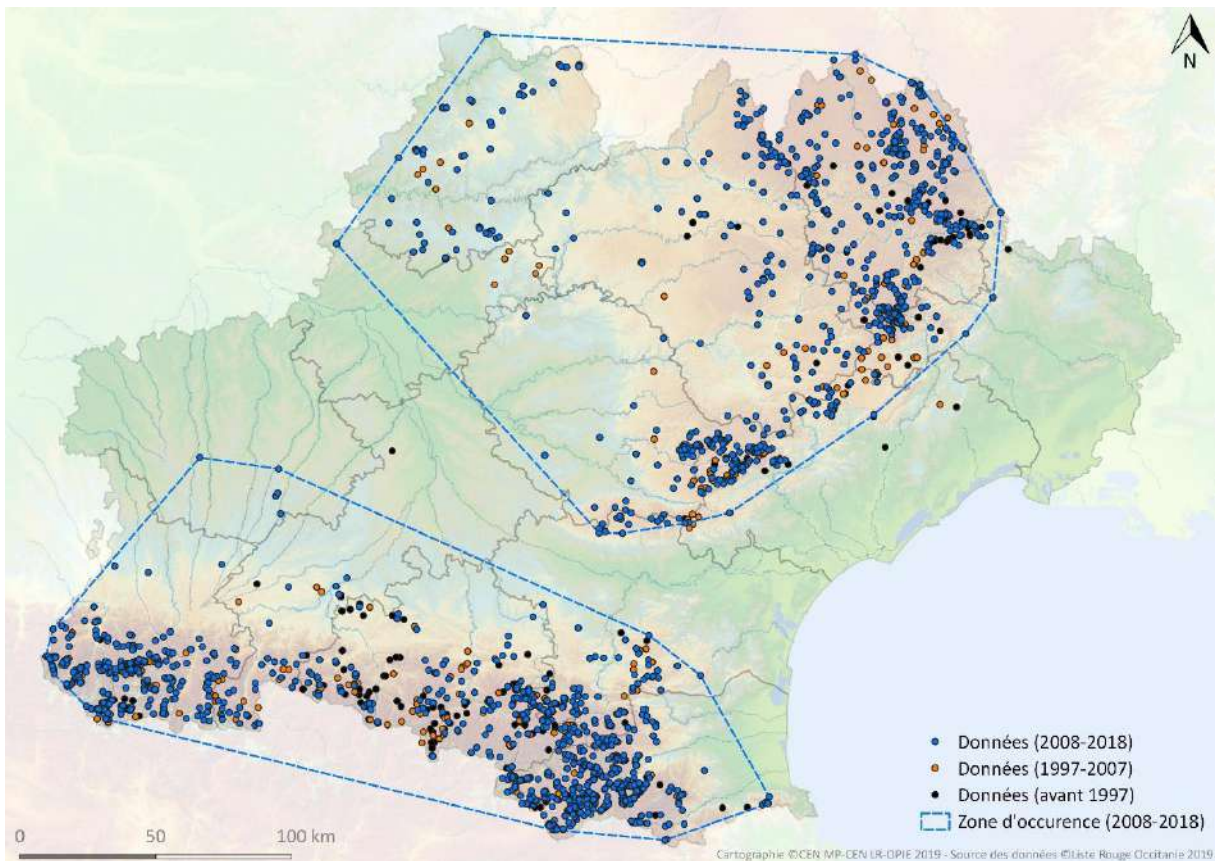 N
Données (2008-2018)
Données (1997-2007)
Données (avant 1997)
Zone d'occurence (2008-2018)
0 50 100 km
Cartographie ©CEN MP-CEN LR-OPIE 2019 - Source des données ©Liste Rouge Occitanie 2019